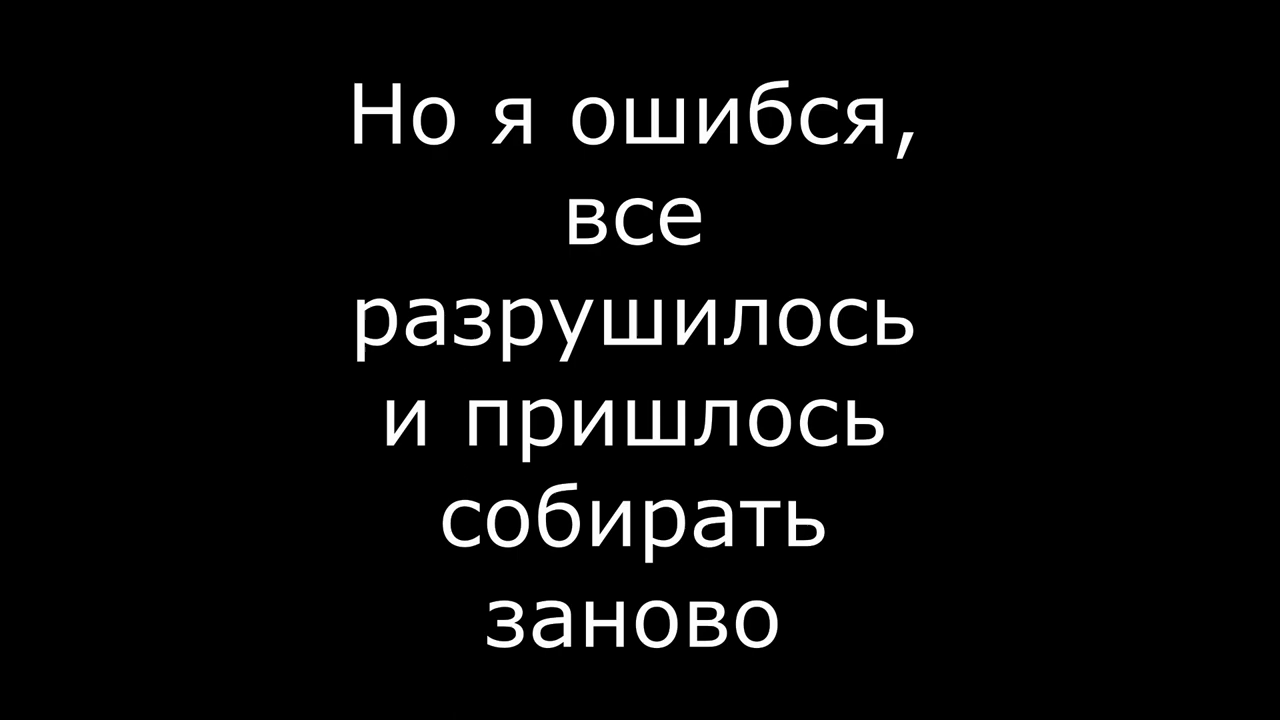 Но я ошибся,
все
разрушилось
и пришлось
собирать
заново